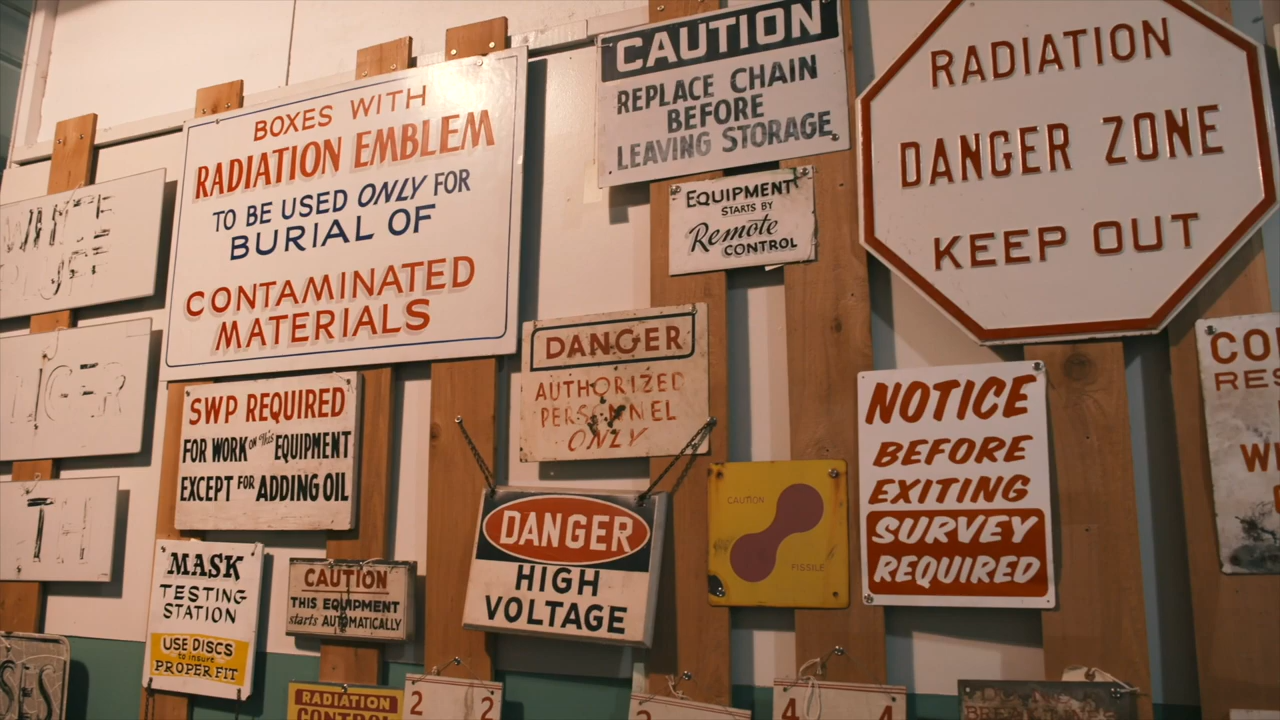 BOXES WITH
RADIATION EMBLEM
TO BE USED ONLY FOR
BURIAL OF
CONTAMINATED
MATERIALS
CAUTION
REPLACE CHAIN
BEFORE
LEAVING STORAGE
EQUIPMENT
STARTS BY
Remote
CONTROL
RADIATION
DANGER ZONE
KEEP OUT
DANGER
AUTHORIZED
PERSONNEL
ONLY
SWP REQUIRED
FOR WORK on this EQUIPMENT
EXCEPT FOR ADDING OIL
DANGER
HIGH
VOLTAGE
CAUTION
FISSILE
NOTICE
BEFORE
EXITING
SURVEY
REQUIRED
MASK
TESTING
STATION
USE DISCS
to insure
PROPER FIT
CAUTION
THIS EQUIPMENT
starts AUTOMATICALLY
RADIATION
CONTROL
2 2
2
4 4